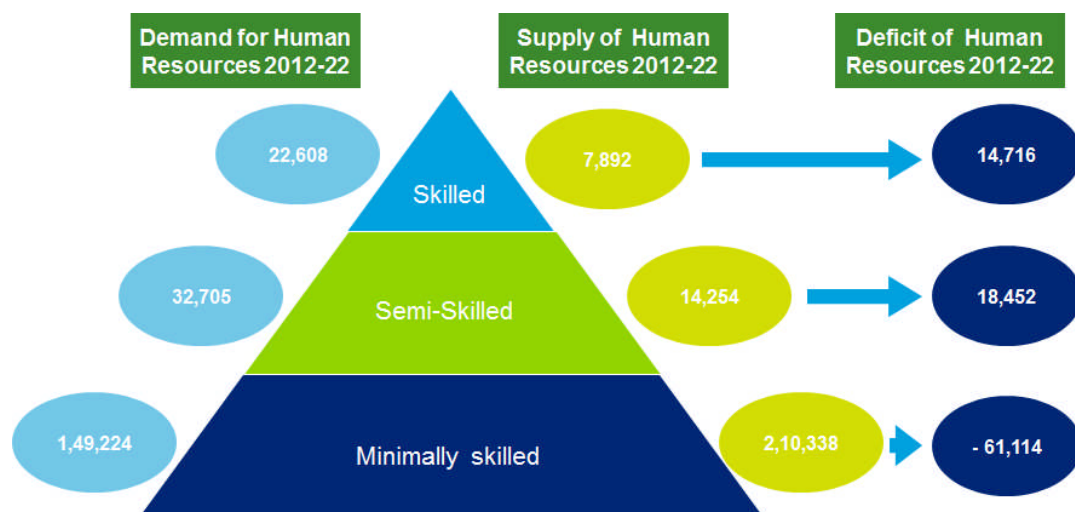 Demand for Human
Resources 2012-22
Supply of Human
Resources 2012-22
Deficit of Human
Resources 2012-22
22,608
Skilled
7,892
14,716
32,705
Semi-Skilled
14,254
18,452
1,49,224
Minimally skilled
2,10,338
- 61,114